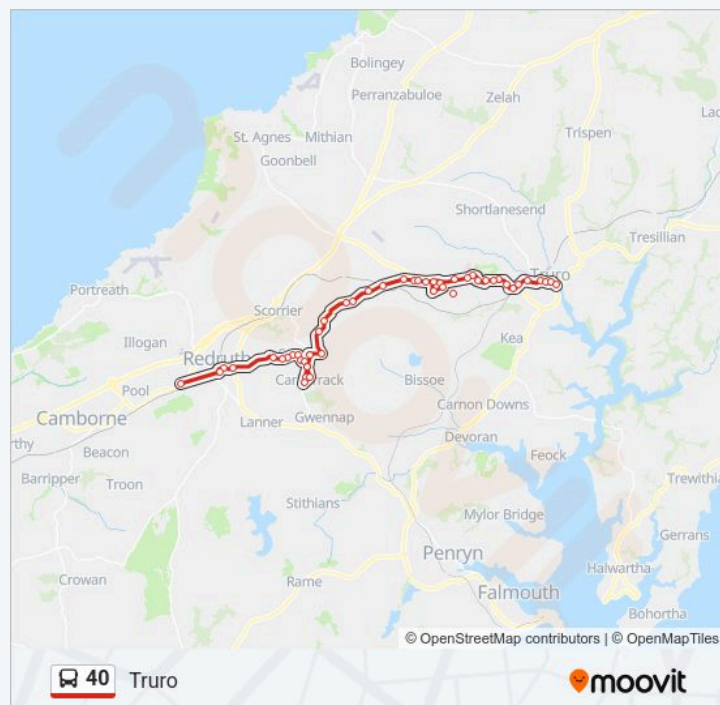 Bolingey
Perranzabuloe
Zelah
Lad
St. Agnes Mithian
Trispen
Goonbell
Shortlanesend
Tresillian
Truro
Portreath
Scorrier
Illogan
Kea
Redruth
Pool
Bissoe
Camborne
Gwennap
Carnon Downs
Lanner
Devoran
Beacon
Feock
Barripper
Troon
Trewithia
Stithians
Mylor Bridge
Gerrans
Penryn
Crowan
Rame
Halwartha
Falmouth
Bohortha
© OpenStreetMap contributors | © OpenMapTiles
40 Truro
moovit